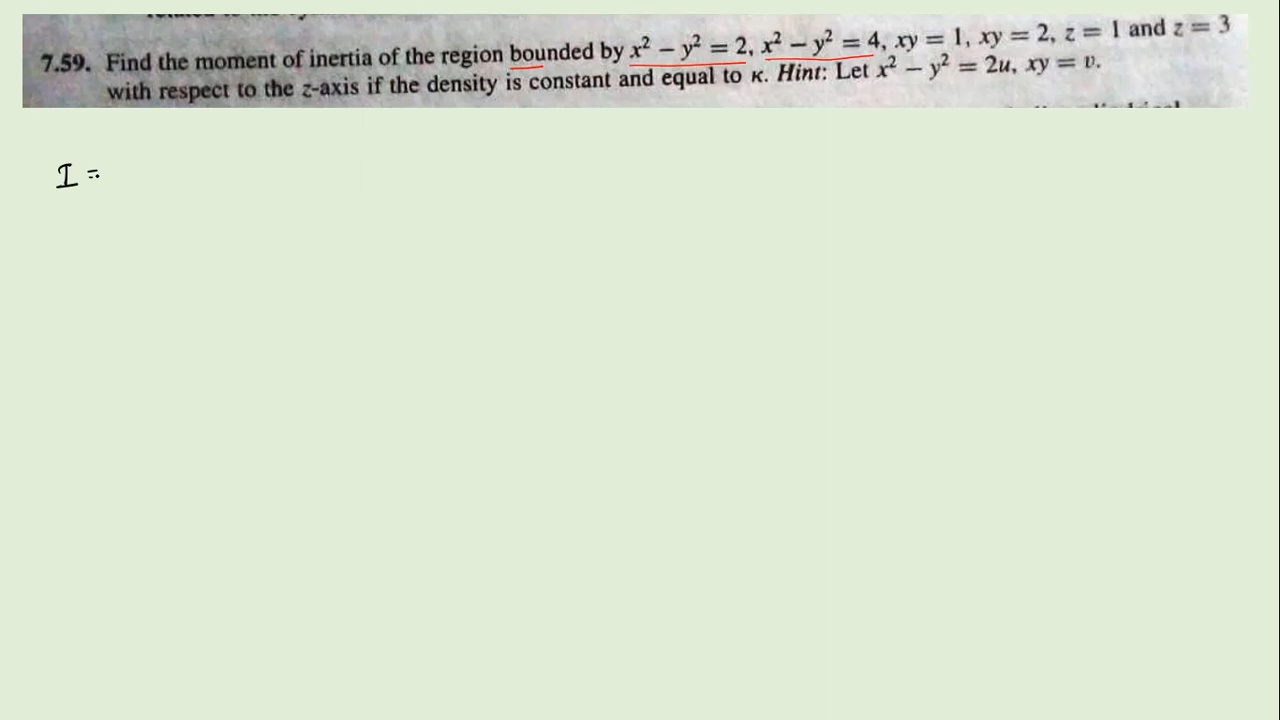 7.59. Find the moment of inertia of the region bounded by x² − y² = 2, x² − y² = 4, xy = 1, xy = 2, z = 1 and z = 3
with respect to the z-axis if the density is constant and equal to κ. Hint: Let x² − y² = 2u, xy = v.
I =